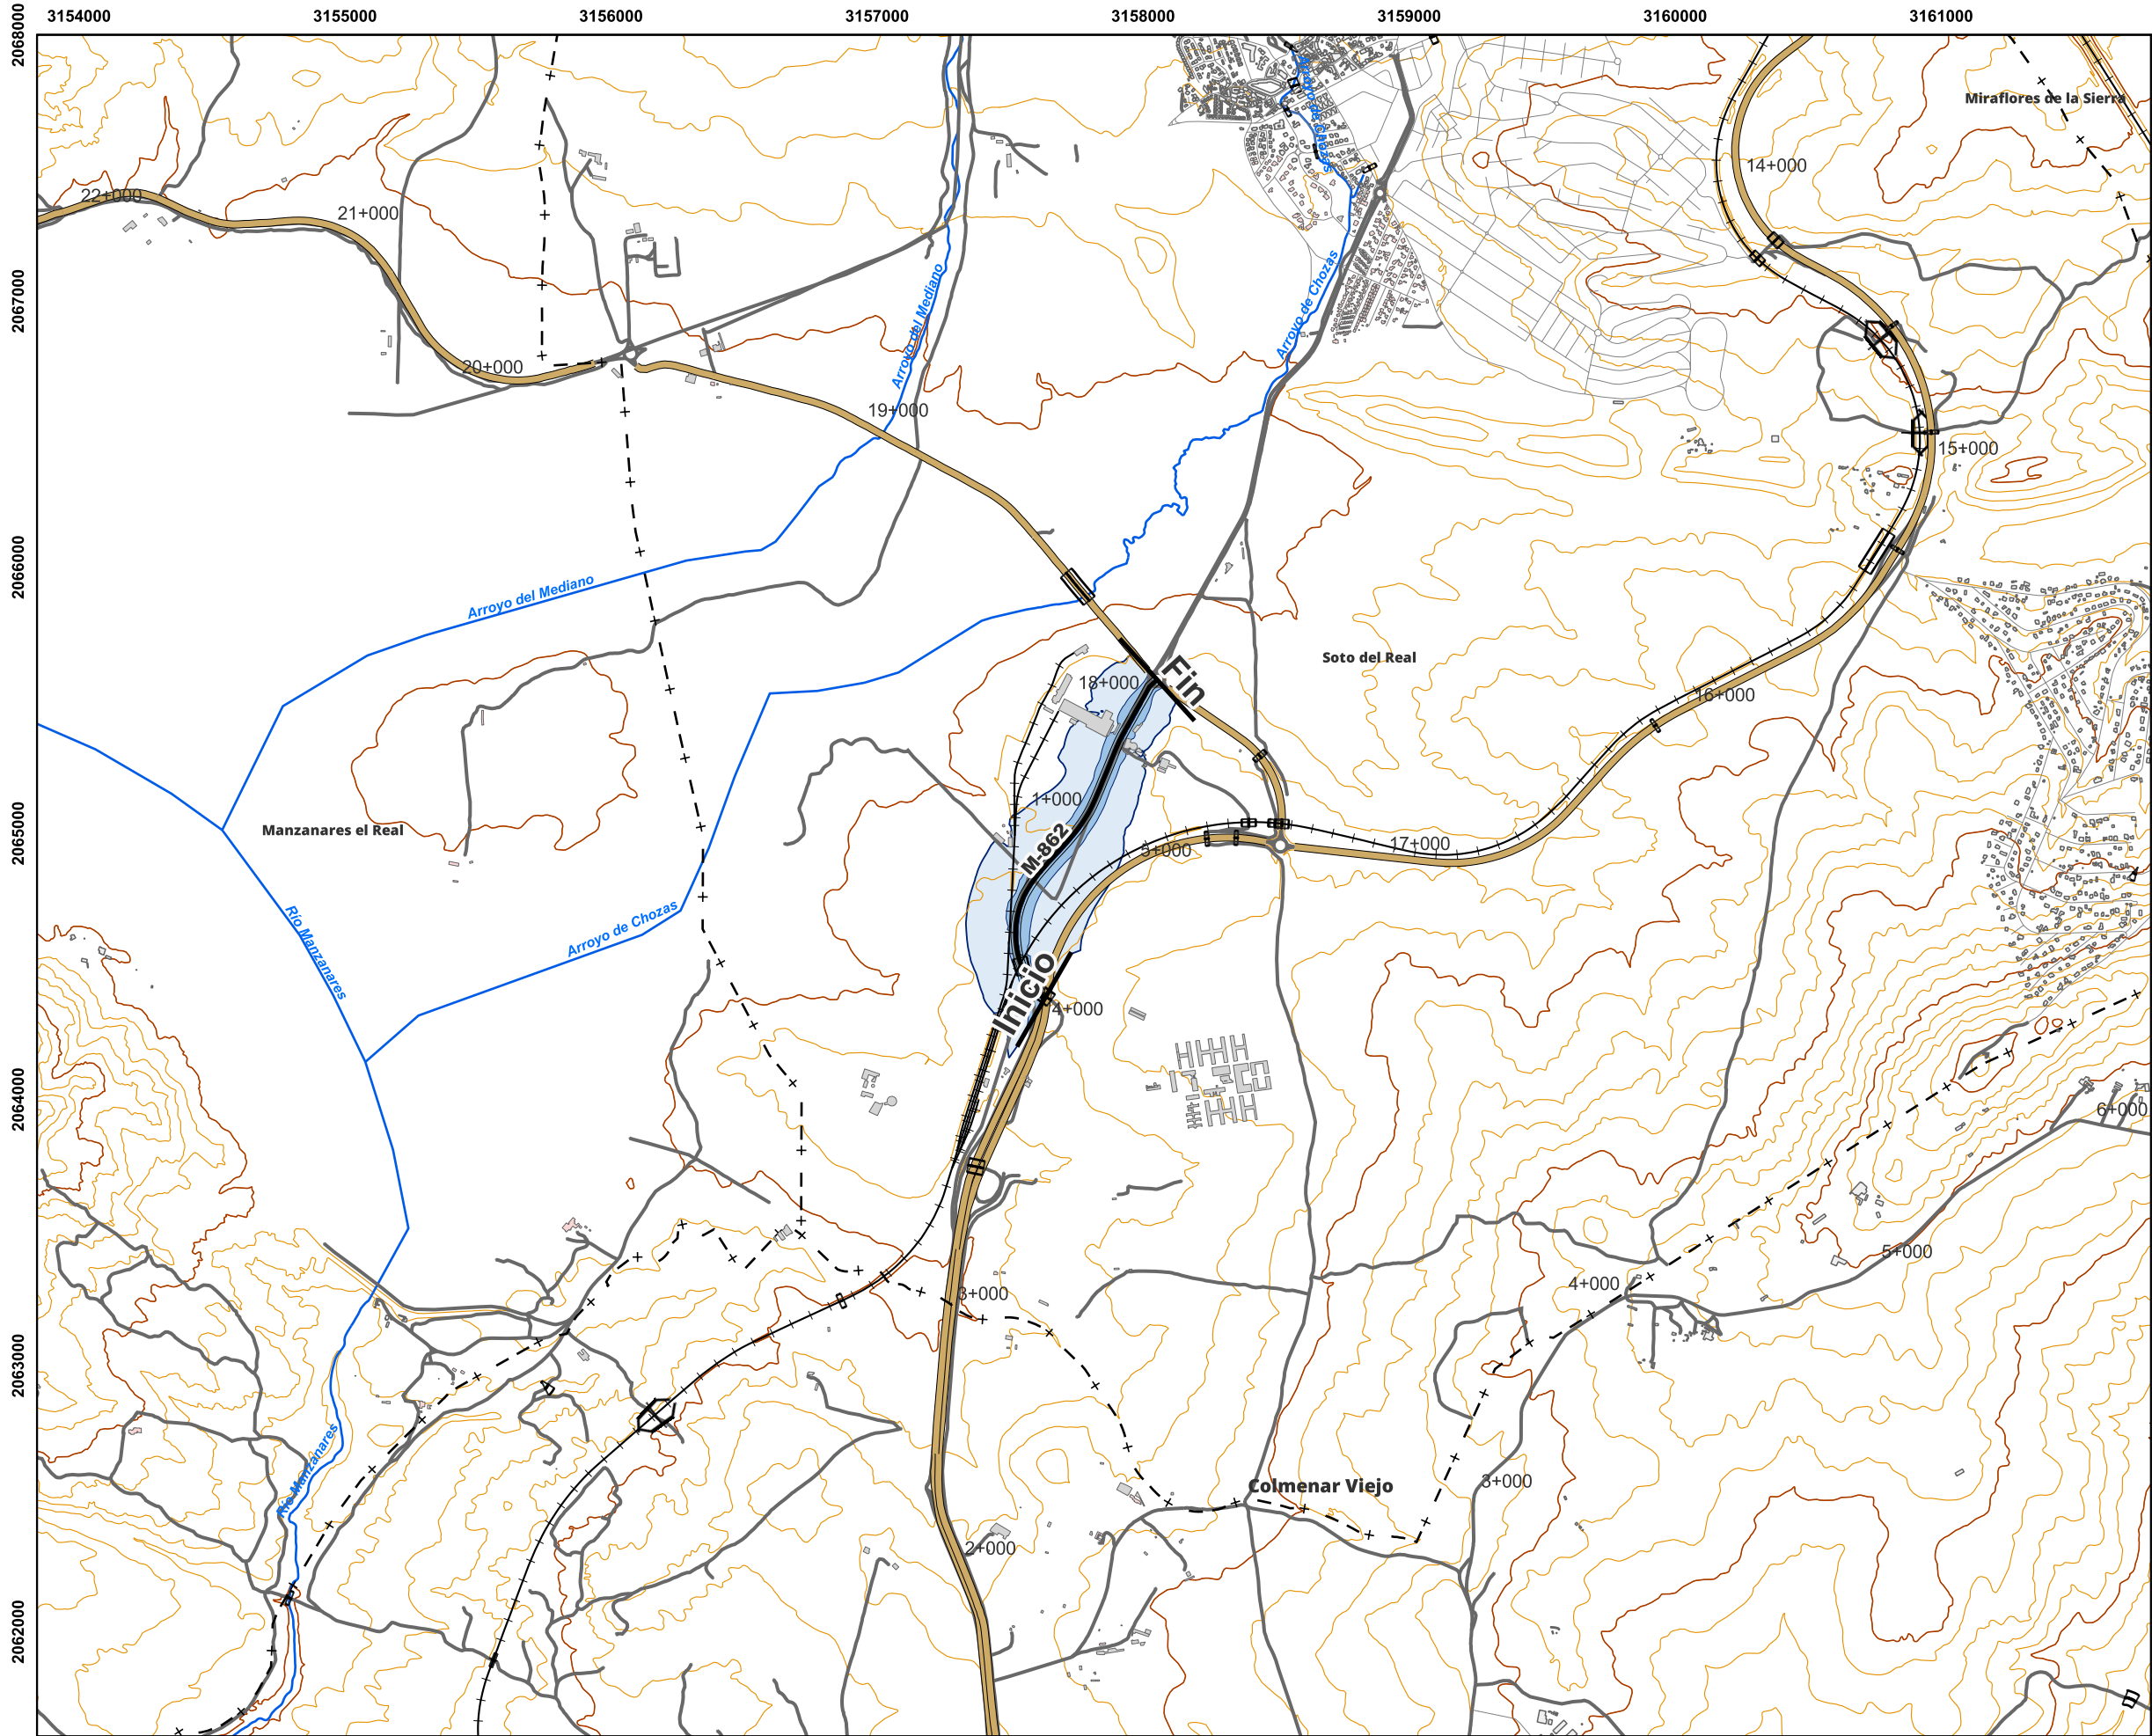 3154000 3155000 3156000 3157000 3158000 3159000 3160000 3161000
2068000
Arroyo de Chozas
Miraflores de la Sierra
14+000
22+000
21+000
2067000
Arroyo del Mediano
Arroyo de Chozas
20+000
19+000
15+000
2066000
Arroyo del Mediano
Soto del Real
Fin
18+000
16+000
1+000
2065000
Manzanares el Real
M-862
5+000
17+000
Río Manzanares
Arroyo de Chozas
Inicio
4+000
2064000
6+000
5+000
4+000
3+000
2063000
Río Manzanares
Colmenar Viejo
3+000
2+000
2062000